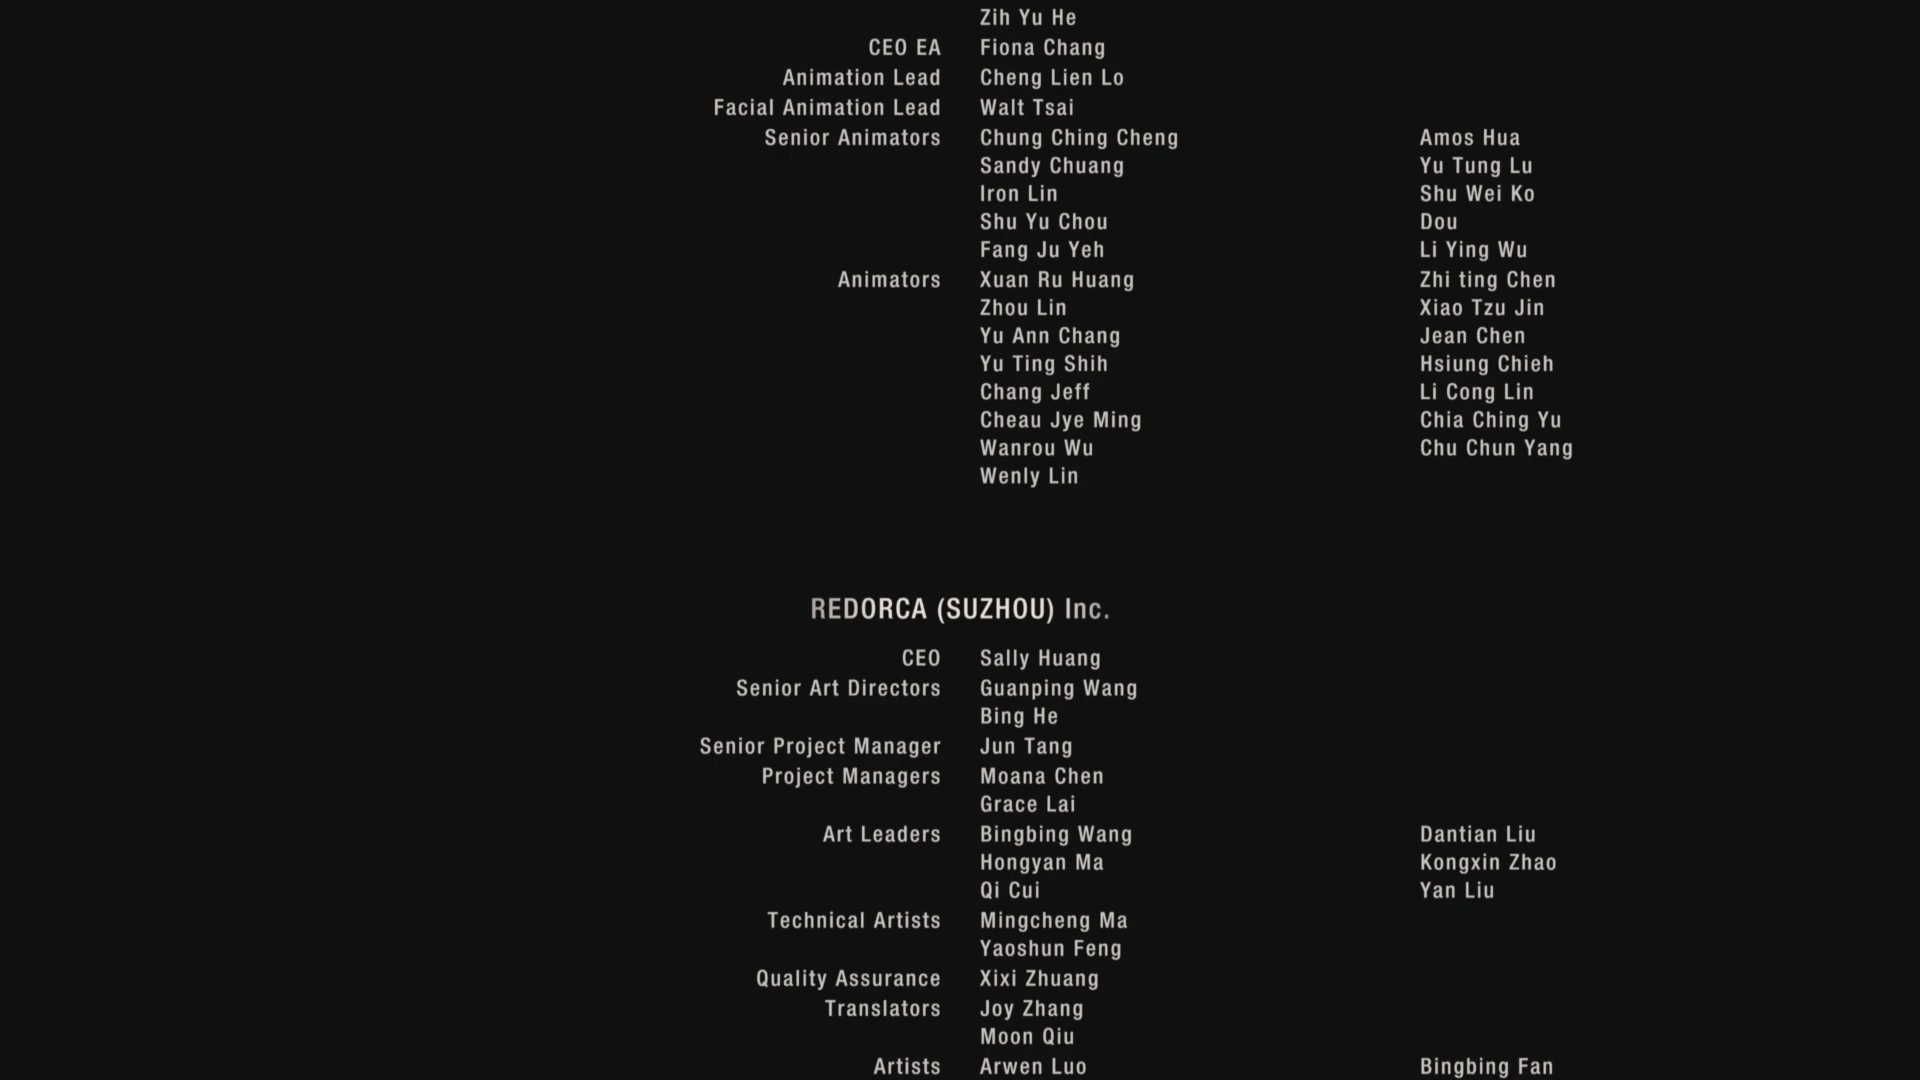 Zih Yu He
CEO EA Fiona Chang
Animation Lead Cheng Lien Lo
Facial Animation Lead Walt Tsai
Senior Animators Chung Ching Cheng Amos Hua
Sandy Chuang Yu Tung Lu
Iron Lin Shu Wei Ko
Shu Yu Chou Dou
Fang Ju Yeh Li Ying Wu
Animators Xuan Ru Huang Zhi ting Chen
Zhou Lin Xiao Tzu Jin
Yu Ann Chang Jean Chen
Yu Ting Shih Hsiung Chieh
Chang Jeff Li Cong Lin
Cheau Jye Ming Chia Ching Yu
Wanrou Wu Chu Chun Yang
Wenly Lin
REDORCA (SUZHOU) Inc.
CEO Sally Huang
Senior Art Directors Guanping Wang
Bing He
Senior Project Manager Jun Tang
Project Managers Moana Chen
Grace Lai
Art Leaders Bingbing Wang Dantian Liu
Hongyan Ma Kongxin Zhao
Qi Cui Yan Liu
Technical Artists Mingcheng Ma
Yaoshun Feng
Quality Assurance Xixi Zhuang
Translators Joy Zhang
Moon Qiu
Artists Arwen Luo Bingbing Fan